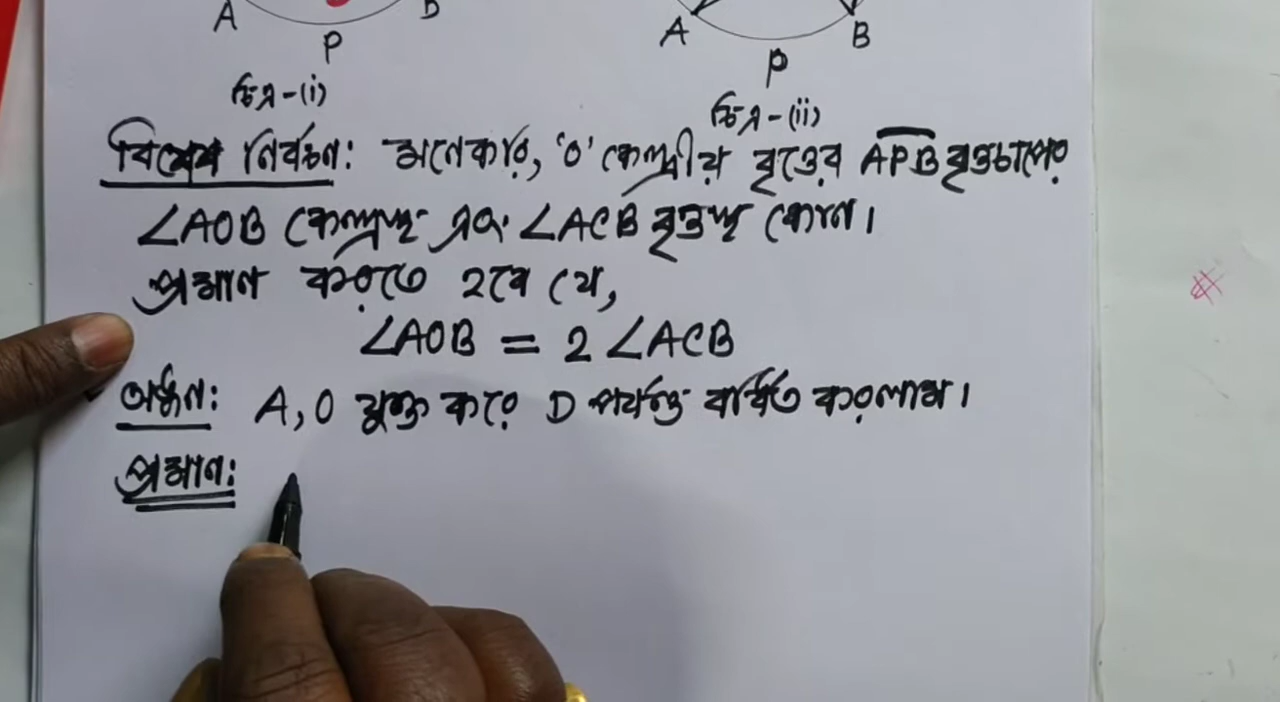 A D
P
চিত্র-(i)
A B
P
চিত্র-(ii)
বিশেষ নির্বচন: মনেকরি, 'O' কেন্দ্রীয় বৃত্তের APB বৃত্তচাপের
∠AOB কেন্দ্রস্থ এবং ∠ACB বৃত্তস্থ কোণ।
প্রমাণ করতে হবে যে,
∠AOB = 2 ∠ACB
অঙ্কন: A, O যুক্ত করে D পর্যন্ত বর্ধিত করলাম।
প্রমাণ: